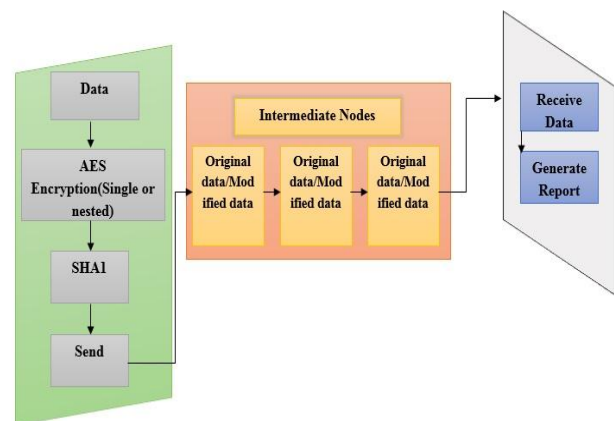 Data
AES
Encryption(Single or
nested)
SHA1
Send
Intermediate Nodes
Original
data/Mod
ified data
Original
data/Mod
ified data
Original
data/Mod
ified data
Receive
Data
Generate
Report